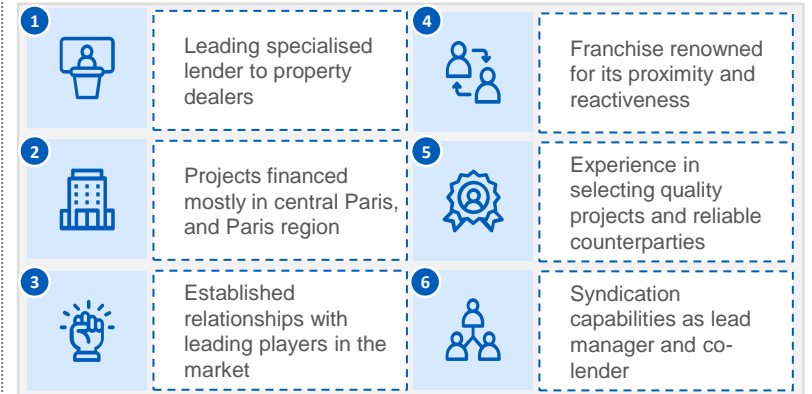 1
Leading specialised
lender to property
dealers
2
Projects financed
mostly in central Paris,
and Paris region
3
Established
relationships with
leading players in the
market
4
Franchise renowned
for its proximity and
reactiveness
5
Experience in
selecting quality
projects and reliable
counterparties
6
Syndication
capabilities as lead
manager and co-
lender